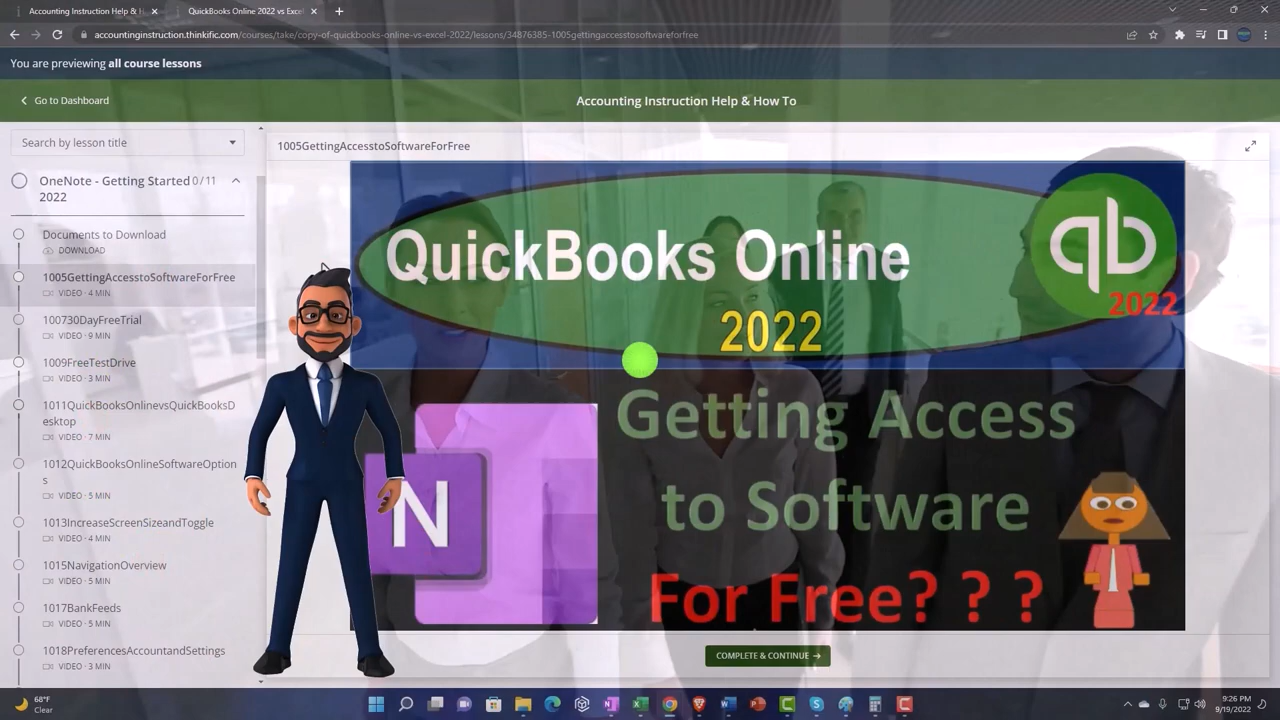 Accounting Instruction Help & H
QuickBooks Online 2022 vs Excel
accountinginstruction.thinkific.com/courses/take/copy-of-quickbooks-online-vs-excel-2022/lessons/34876385-1005gettingaccesstosoftwareforfree
You are previewing all course lessons
Go to Dashboard
Accounting Instruction Help & How To
Search by lesson title
OneNote - Getting Started 0/11
2022
Documents to Download
DOWNLOAD
1005GettingAccesstoSoftwareForFree
VIDEO · 4 MIN
100730DayFreeTrial
VIDEO · 9 MIN
1009FreeTestDrive
VIDEO · 3 MIN
1011QuickBooksOnlinevsQuickBooksD
esktop
VIDEO · 7 MIN
1012QuickBooksOnlineSoftwareOption
s
VIDEO · 5 MIN
1013IncreaseScreenSizeandToggle
VIDEO · 4 MIN
1015NavigationOverview
VIDEO · 5 MIN
1017BankFeeds
VIDEO · 5 MIN
1018PreferencesAccountandSettings
VIDEO · 3 MIN
1005GettingAccesstoSoftwareForFree
QuickBooks Online
2022
qb
2022
N
Getting Access
to Software
For Free? ? ?
COMPLETE & CONTINUE →
68°F
Clear
9:26 PM
9/19/2022